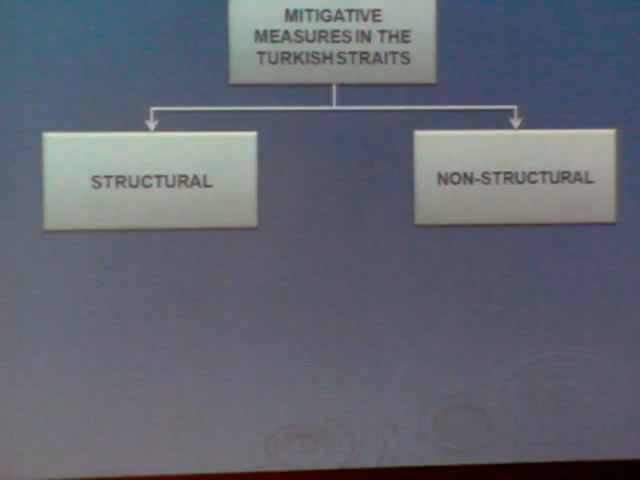 MITIGATIVE
MEASURES IN THE
TURKISH STRAITS
STRUCTURAL
NON-STRUCTURAL